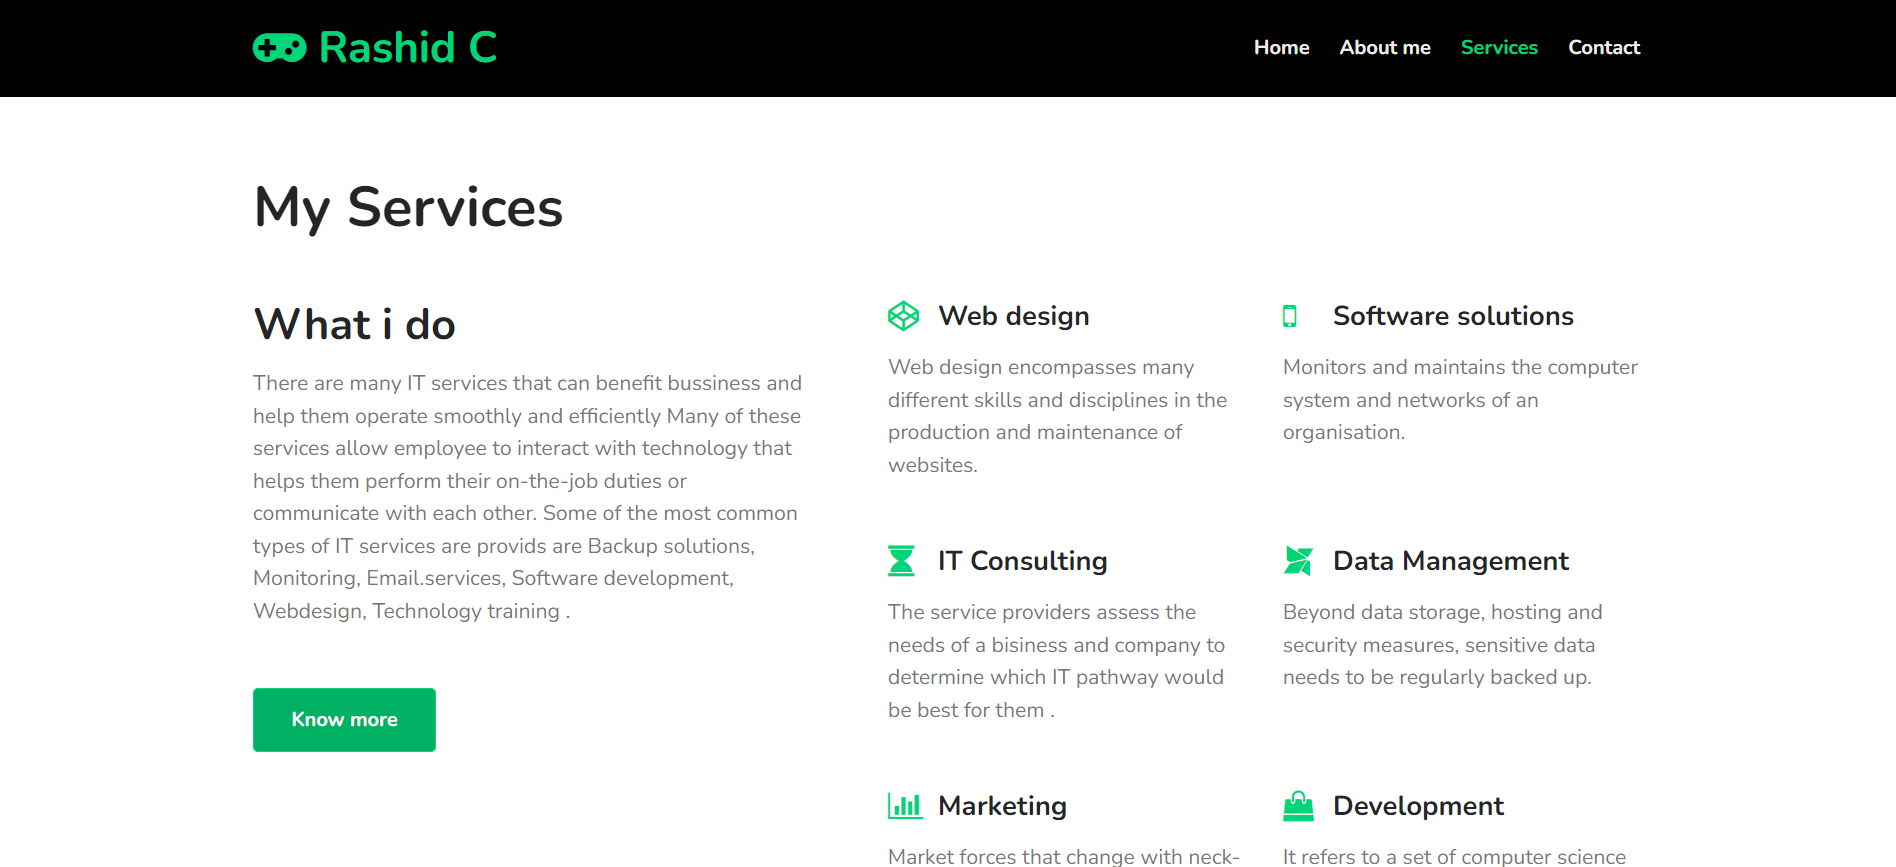 Rashid C
Home
About me
Services
Contact
My Services
What i do
There are many IT services that can benefit bussiness and
help them operate smoothly and efficiently Many of these
services allow employee to interact with technology that
helps them perform their on-the-job duties or
communicate with each other. Some of the most common
types of IT services are provids are Backup solutions,
Monitoring, Email.services, Software development,
Webdesign, Technology training .
Know more
Web design
Web design encompasses many
different skills and disciplines in the
production and maintenance of
websites.
Software solutions
Monitors and maintains the computer
system and networks of an
organisation.
IT Consulting
The service providers assess the
needs of a bisiness and company to
determine which IT pathway would
be best for them .
Data Management
Beyond data storage, hosting and
security measures, sensitive data
needs to be regularly backed up.
Marketing
Market forces that change with neck-
Development
It refers to a set of computer science